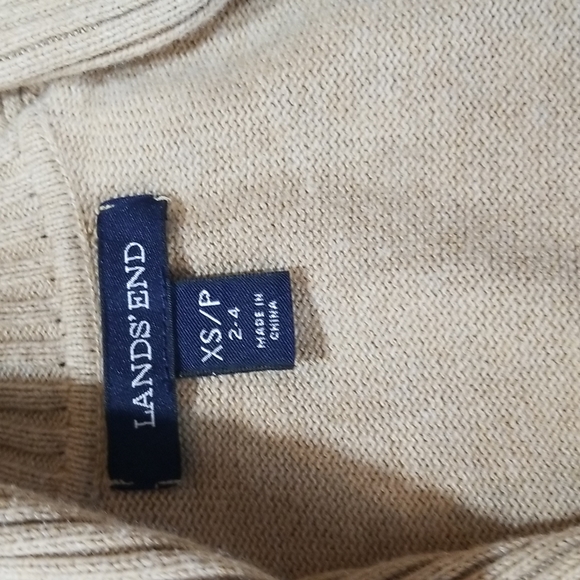 LANDS' END
XS/P
2-4
MADE IN
CHINA